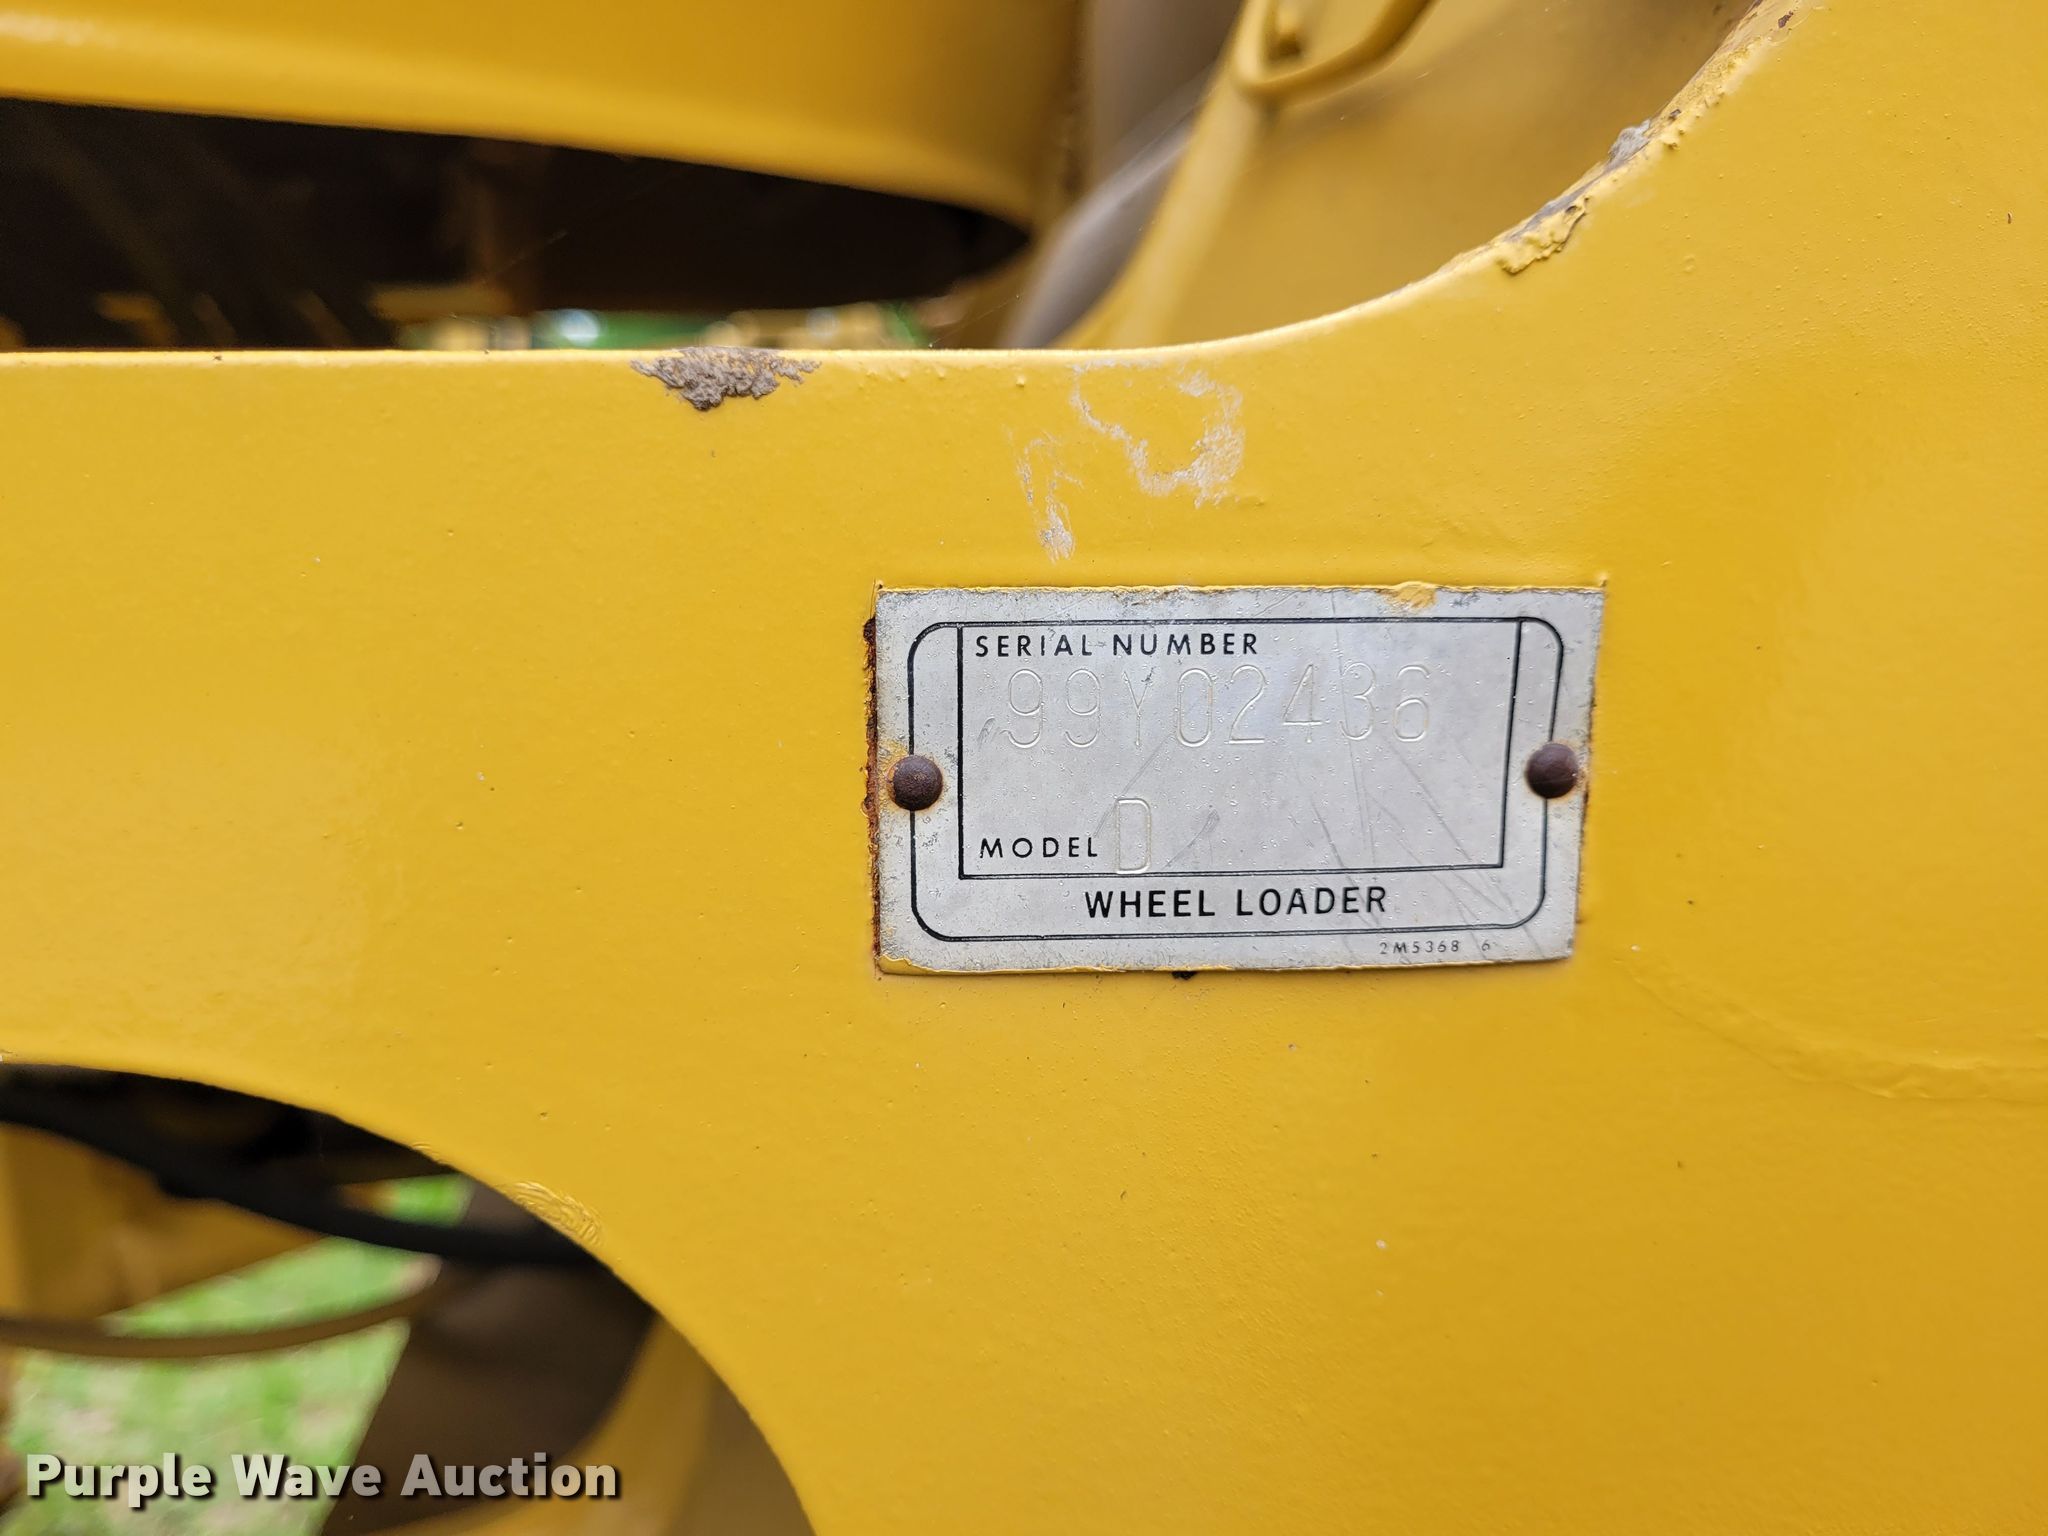 SERIAL NUMBER
99Y02436
MODEL D
WHEEL LOADER
2M5368 6
Purple Wave Auction